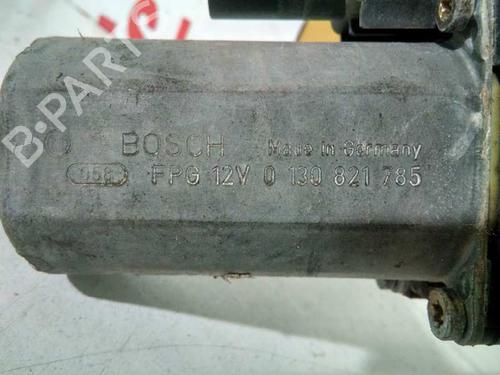 BOSCH Made in Germany
FPG 12V 0 130 821 785
B-PARTS